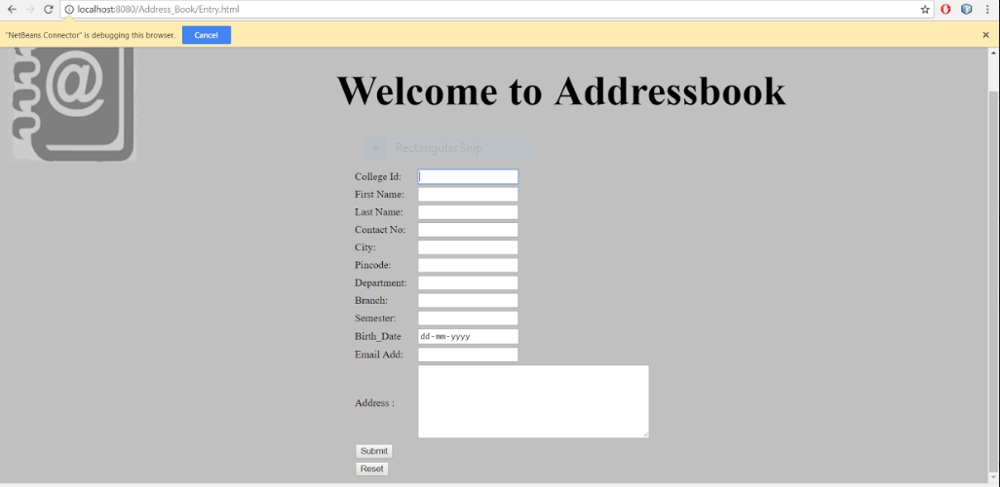 localhost:8080/Address_Book/Entry.html
"NetBeans Connector" is debugging this browser. Cancel
@
Welcome to Addressbook
Rectangular Snip
College Id:
First Name:
Last Name:
Contact No:
City:
Pincode:
Department:
Branch:
Semester:
Birth_Date dd-mm-yyyy
Email Add:
Address :
Submit
Reset